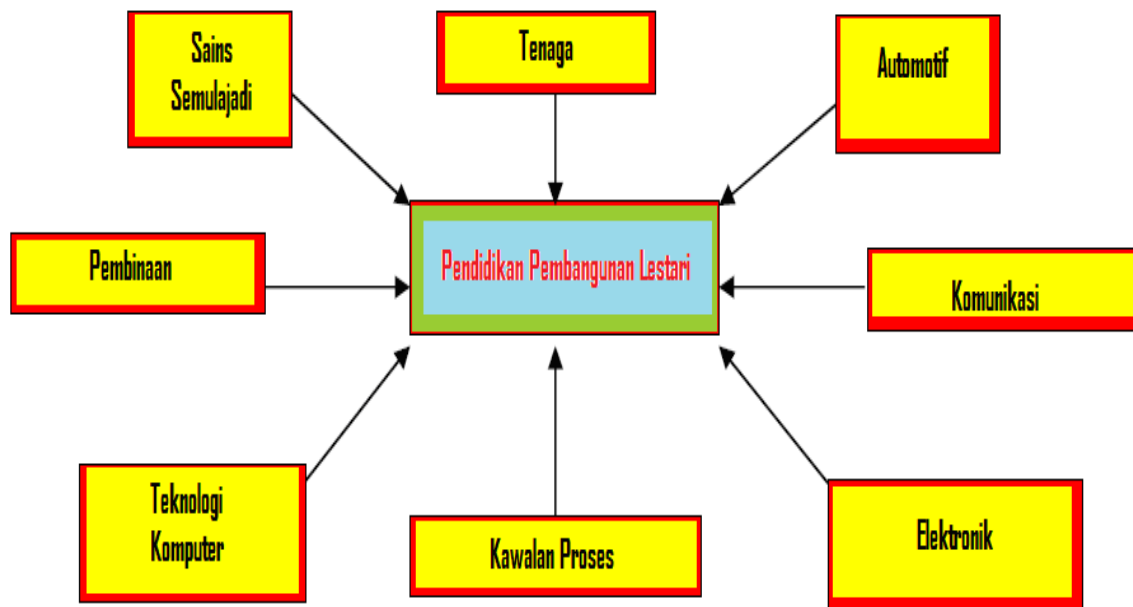 Sains
Semulajadi
Tenaga
Automotif
Pembinaan
Pendidikan Pembangunan Lestari
Komunikasi
Teknologi
Komputer
Kawalan Proses
Elektronik